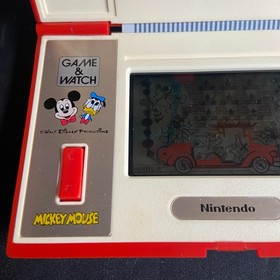 GAME
&
WATCH
© Walt Disney Productions
MICKEY MOUSE
Nintendo